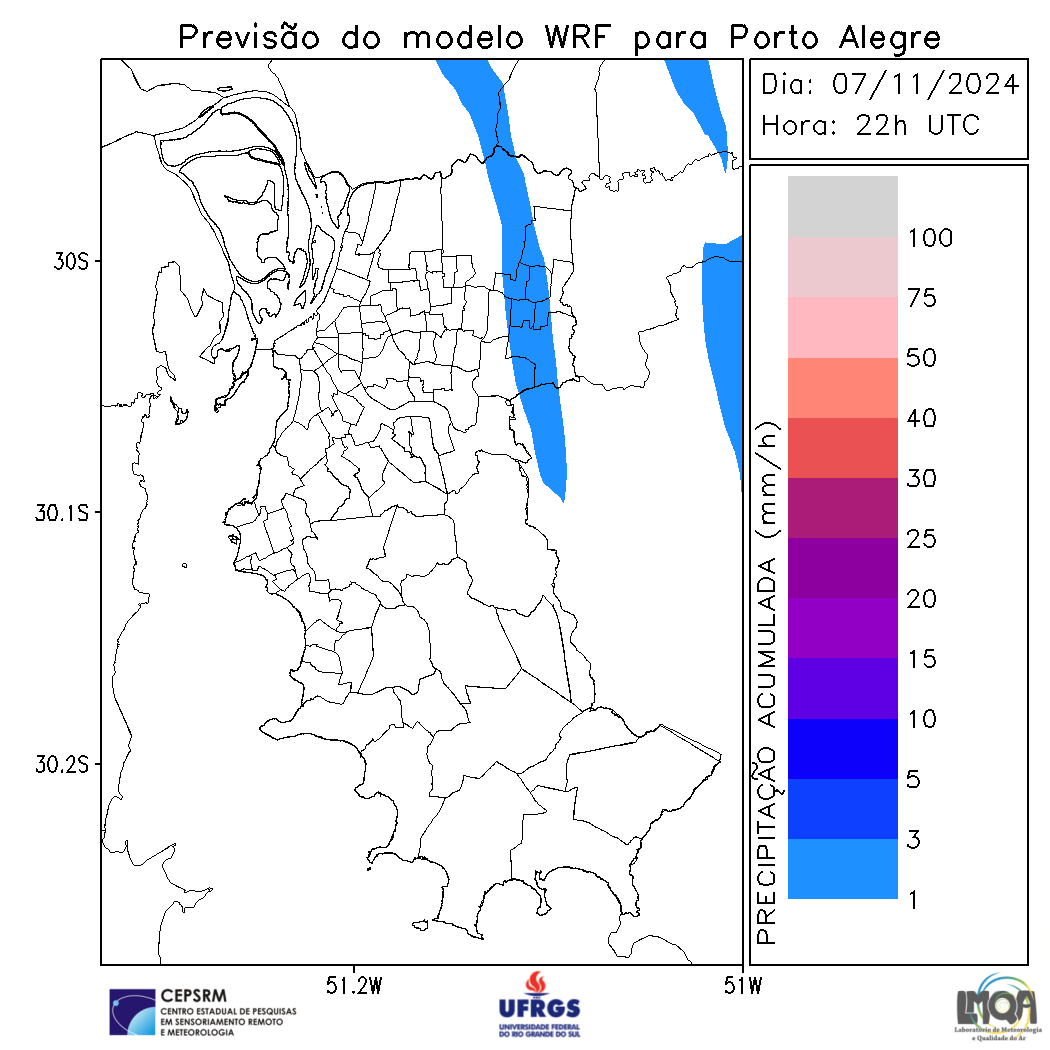 Previsão do modelo WRF para Porto Alegre
Dia: 07/11/2024
Hora: 22h UTC
30S
30.1S
30.2S
51.2W
51W
PRECIPITAÇÃO ACUMULADA (mm/h)
100
75
50
40
30
25
20
15
10
5
3
1
CEPSRM
CENTRO ESTADUAL DE PESQUISAS
EM SENSORIAMENTO REMOTO
E METEOROLOGIA
UFRGS
UNIVERSIDADE FEDERAL
DO RIO GRANDE DO SUL
LMQA
Laboratório de Meteorologia
e Qualidade do Ar